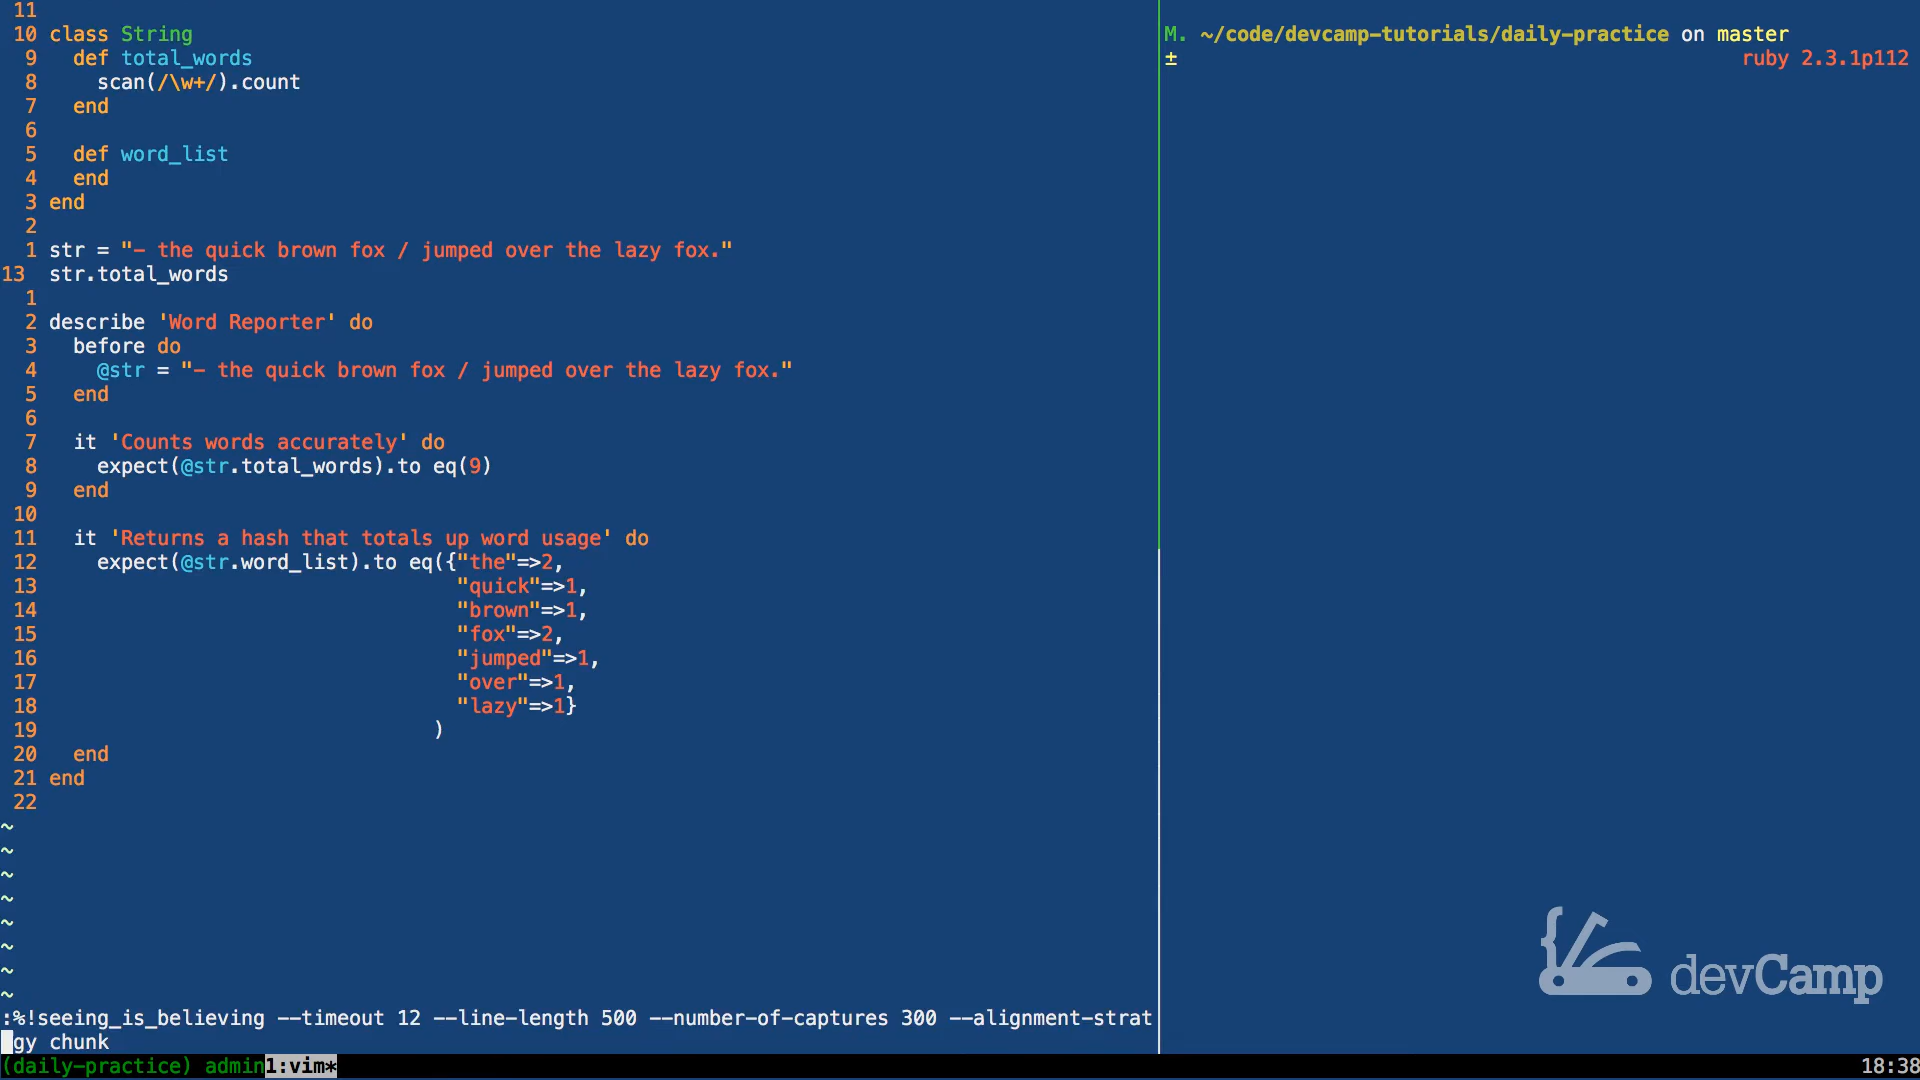 11
10 class String
9 def total_words
8 scan(/\w+/).count
7 end
6
5 def word_list
4 end
3 end
2
1 str = "- the quick brown fox / jumped over the lazy fox."
13 str.total_words
1
2 describe 'Word Reporter' do
3 before do
4 @str = "- the quick brown fox / jumped over the lazy fox."
5 end
6
7 it 'Counts words accurately' do
8 expect(@str.total_words).to eq(9)
9 end
10
11 it 'Returns a hash that totals up word usage' do
12 expect(@str.word_list).to eq({"the"=>2,
13 "quick"=>1,
14 "brown"=>1,
15 "fox"=>2,
16 "jumped"=>1,
17 "over"=>1,
18 "lazy"=>1}
19 )
20 end
21 end
22
~
~
~
~
~
~
~
~
:%!seeing_is_believing --timeout 12 --line-length 500 --number-of-captures 300 --alignment-strat
gy chunk
(daily-practice) admin1:vim*
M. ~/code/devcamp-tutorials/daily-practice on master
± ruby 2.3.1p112
devCamp
18:38